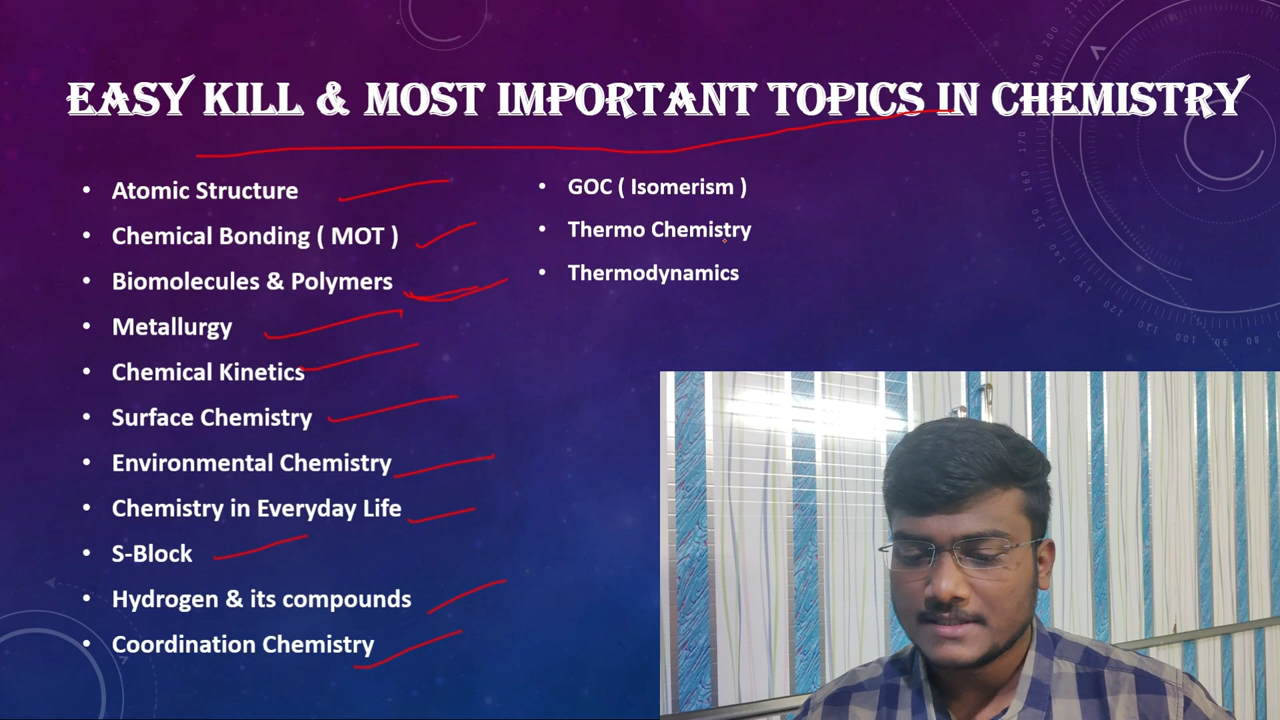 EASY KILL & MOST IMPORTANT TOPICS IN CHEMISTRY
• Atomic Structure
• Chemical Bonding ( MOT )
• Biomolecules & Polymers
• Metallurgy
• Chemical Kinetics
• Surface Chemistry
• Environmental Chemistry
• Chemistry in Everyday Life
• S-Block
• Hydrogen & its compounds
• Coordination Chemistry
• GOC ( Isomerism )
• Thermo Chemistry
• Thermodynamics